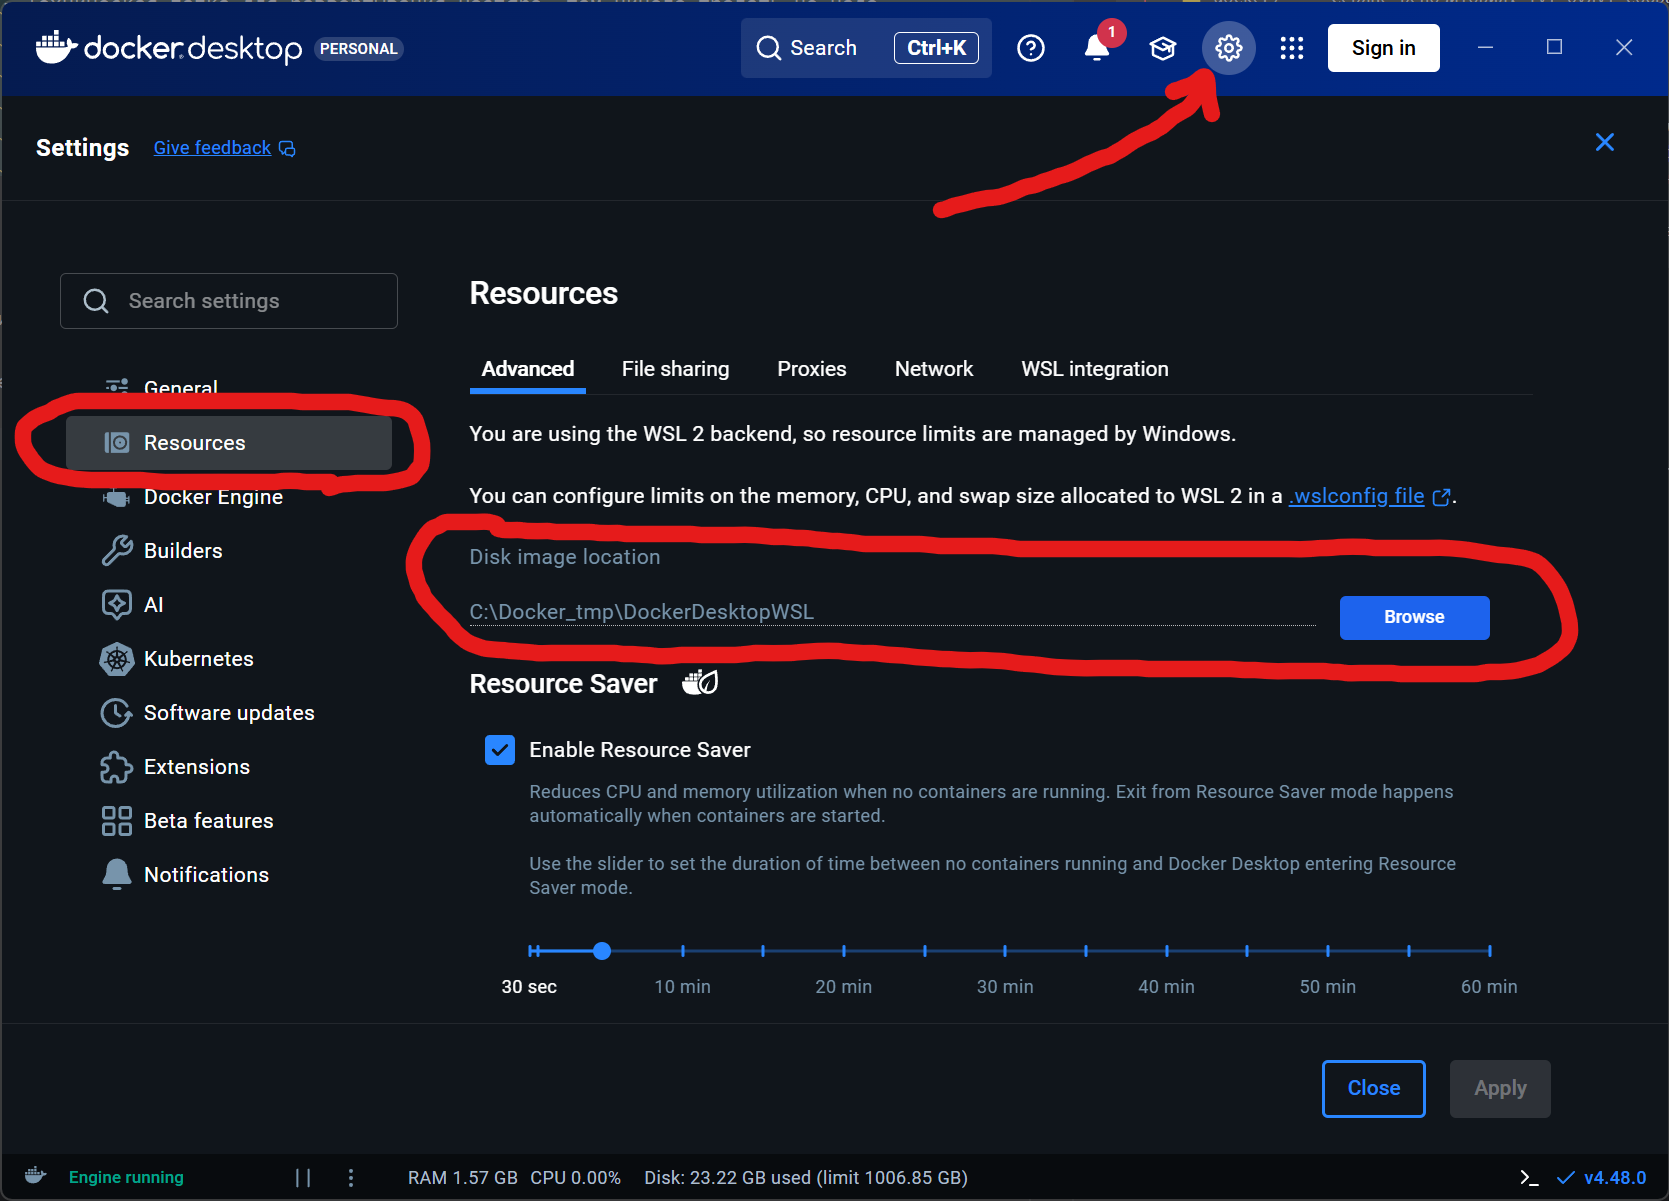 docker desktop PERSONAL
Search Ctrl+K
1
Sign in
Settings Give feedback
Search settings
General
Resources
Docker Engine
Builders
AI
Kubernetes
Software updates
Extensions
Beta features
Notifications
Resources
Advanced File sharing Proxies Network WSL integration
You are using the WSL 2 backend, so resource limits are managed by Windows.
You can configure limits on the memory, CPU, and swap size allocated to WSL 2 in a .wslconfig file.
Disk image location
C:\Docker_tmp\DockerDesktopWSL
Browse
Resource Saver
Enable Resource Saver
Reduces CPU and memory utilization when no containers are running. Exit from Resource Saver mode happens
automatically when containers are started.
Use the slider to set the duration of time between no containers running and Docker Desktop entering Resource
Saver mode.
30 sec 10 min 20 min 30 min 40 min 50 min 60 min
Close Apply
Engine running RAM 1.57 GB CPU 0.00% Disk: 23.22 GB used (limit 1006.85 GB) v4.48.0